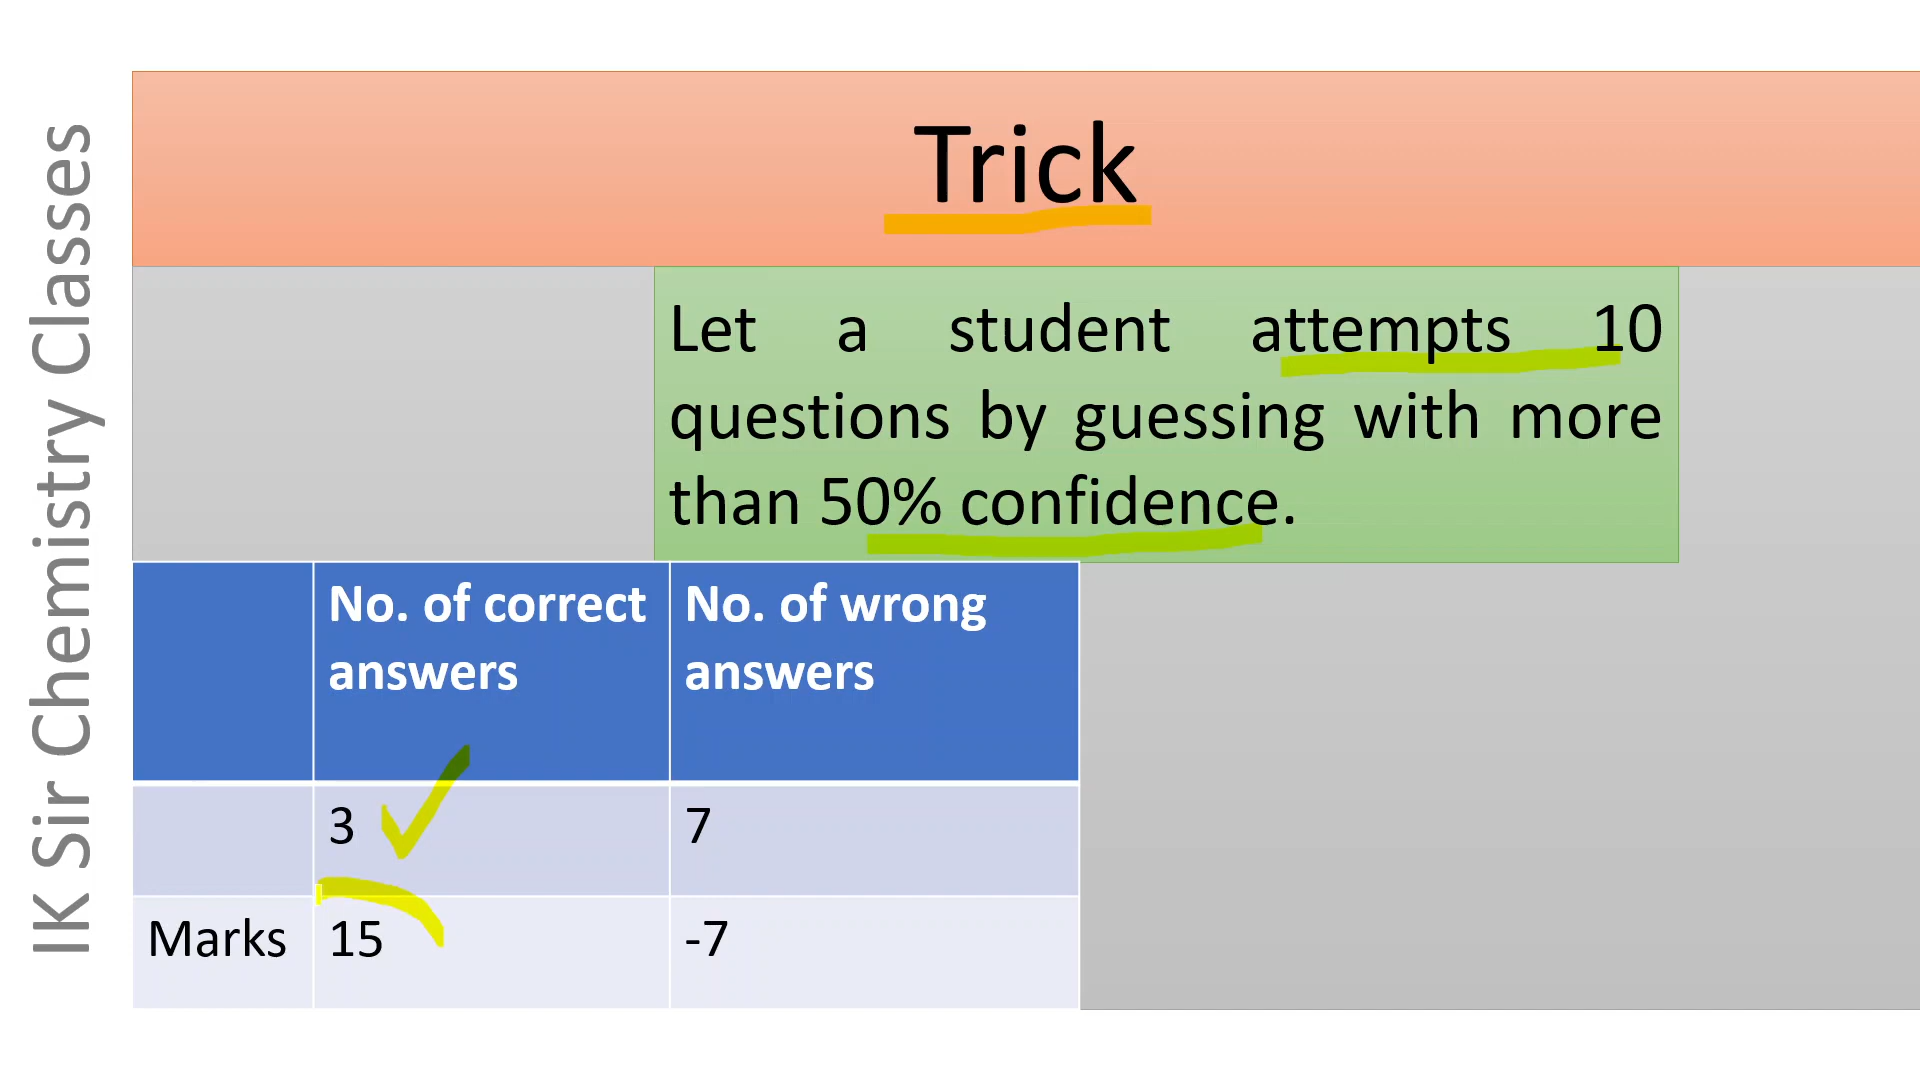 IK Sir Chemistry Classes
Trick
Let a student attempts 10
questions by guessing with more
than 50% confidence.
No. of correct answers
No. of wrong answers
3 7
Marks 15 -7